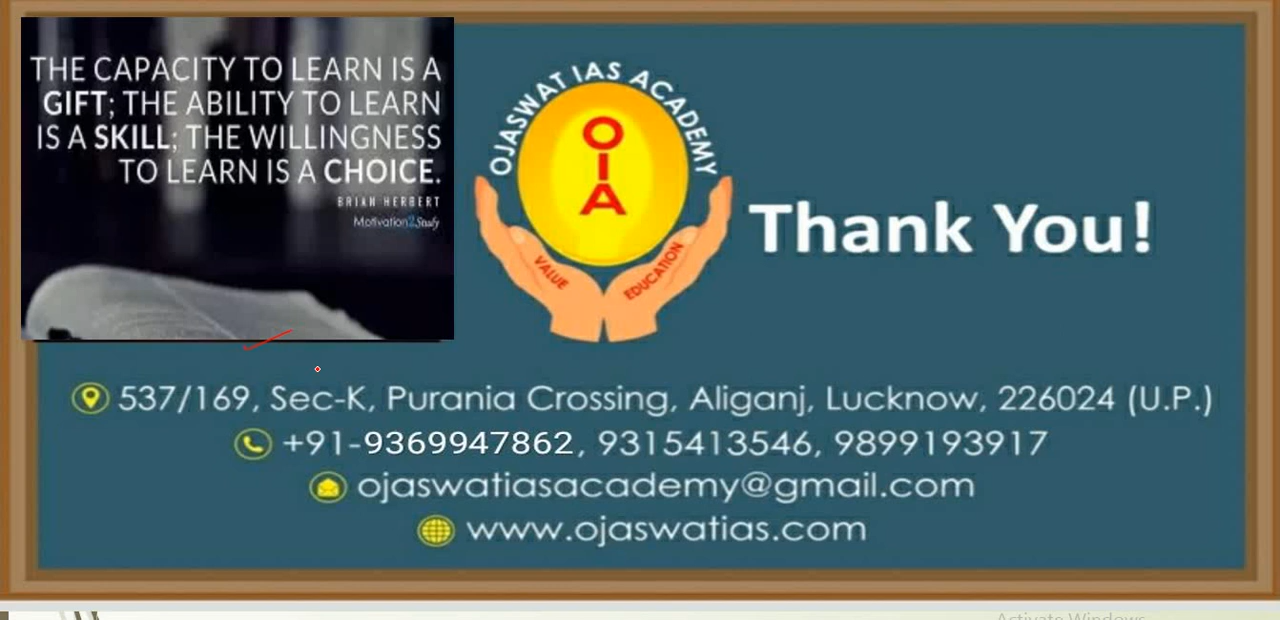 THE CAPACITY TO LEARN IS A
GIFT; THE ABILITY TO LEARN
IS A SKILL; THE WILLINGNESS
TO LEARN IS A CHOICE.
BRIAN HERBERT
Motivation2Study
OJASWAT IAS ACADEMY
O
I
A
VALUE
EDUCATION
Thank You!
537/169, Sec-K, Purania Crossing, Aliganj, Lucknow, 226024 (U.P.)
+91-9369947862, 9315413546, 9899193917
ojaswatiasacademy@gmail.com
www.ojaswatias.com
Activate Windows